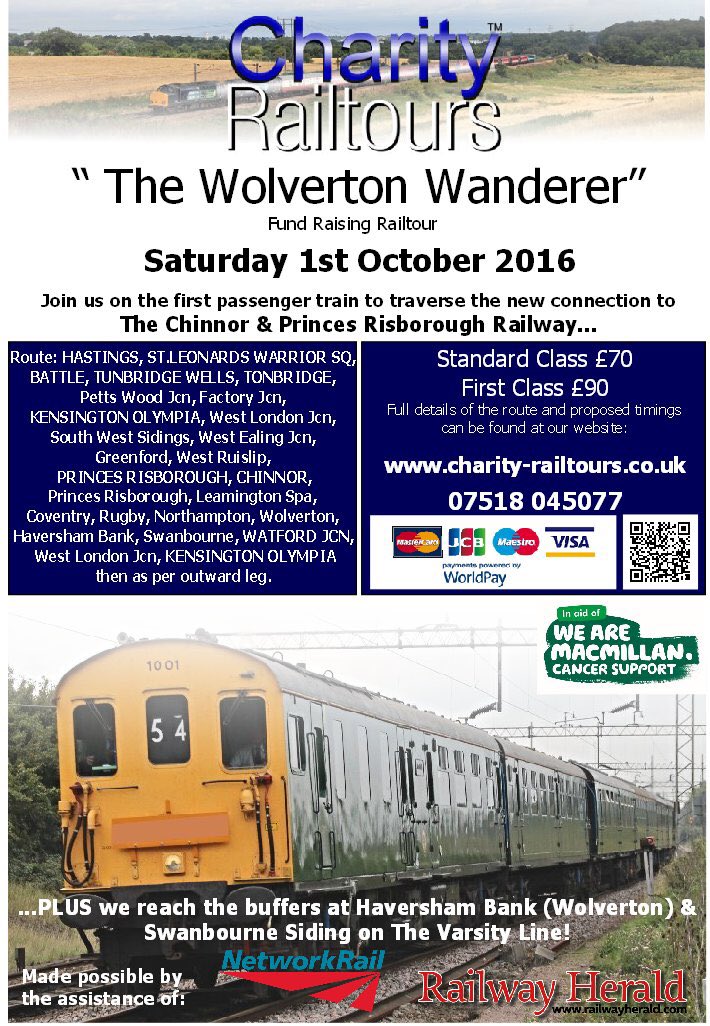 Charity™
Railtours
“ The Wolverton Wanderer”
Fund Raising Railtour
Saturday 1st October 2016
Join us on the first passenger train to traverse the new connection to
The Chinnor & Princes Risborough Railway...
Route: HASTINGS, ST.LEONARDS WARRIOR SQ,
BATTLE, TUNBRIDGE WELLS, TONBRIDGE,
Petts Wood Jcn, Factory Jcn,
KENSINGTON OLYMPIA, West London Jcn,
South West Sidings, West Ealing Jcn,
Greenford, West Ruislip,
PRINCES RISBOROUGH, CHINNOR,
Princes Risborough, Leamington Spa,
Coventry, Rugby, Northampton, Wolverton,
Haversham Bank, Swanbourne, WATFORD JCN,
West London Jcn, KENSINGTON OLYMPIA
then as per outward leg.
Standard Class £70
First Class £90
Full details of the route and proposed timings
can be found at our website:
www.charity-railtours.co.uk
07518 045077
MasterCard JCB Maestro VISA
payments powered by
WorldPay
In aid of
WE ARE
MACMILLAN.
CANCER SUPPORT
1001
54
...PLUS we reach the buffers at Haversham Bank (Wolverton) &
Swanbourne Siding on The Varsity Line!
Made possible by
the assistance of:
NetworkRail
Railway Herald
www.railwayherald.com